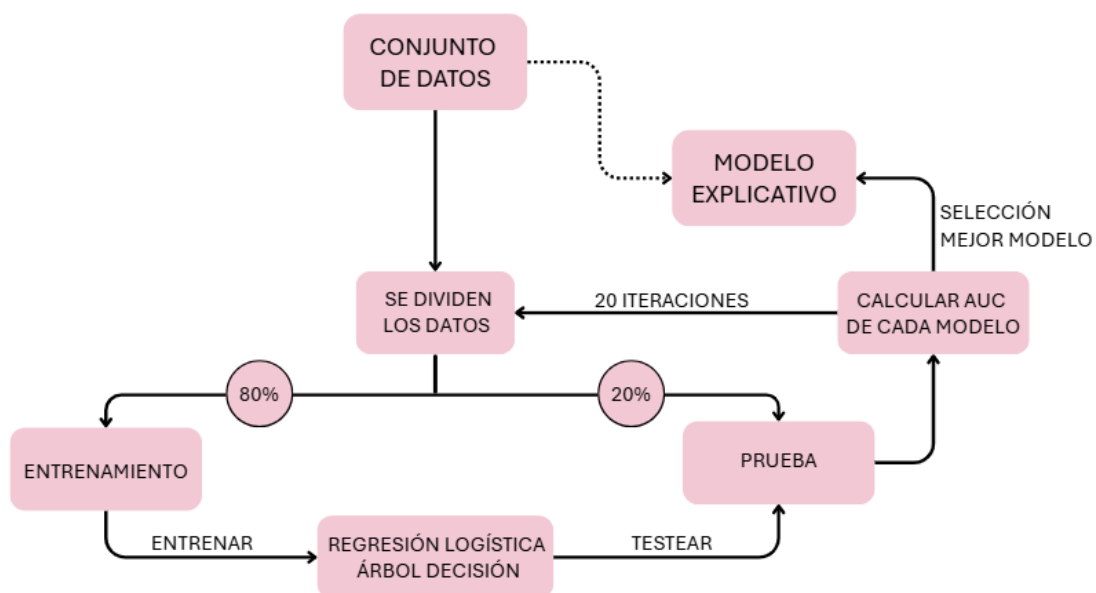 CONJUNTO
DE DATOS
MODELO
EXPLICATIVO
SELECCIÓN
MEJOR MODELO
SE DIVIDEN
LOS DATOS
20 ITERACIONES
CALCULAR AUC
DE CADA MODELO
80%
20%
ENTRENAMIENTO
PRUEBA
ENTRENAR
REGRESIÓN LOGÍSTICA
ÁRBOL DECISIÓN
TESTEAR